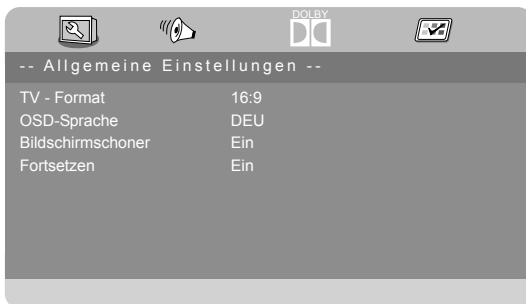 DOLBY
-- Allgemeine Einstellungen --
TV - Format 16:9
OSD-Sprache DEU
Bildschirmschoner Ein
Fortsetzen Ein